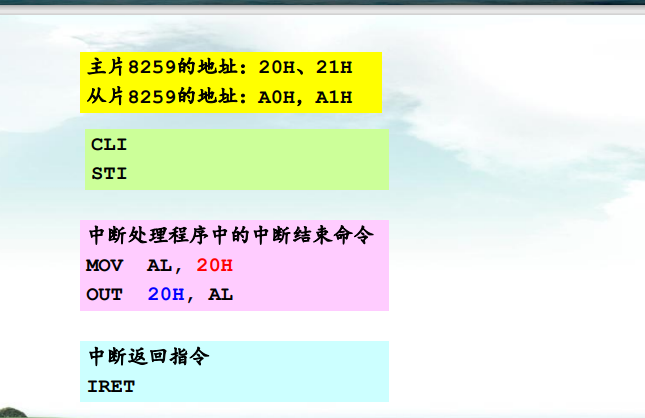 主片8259的地址：20H、21H
从片8259的地址：A0H，A1H
CLI
STI
中断处理程序中的中断结束命令
MOV  AL, 20H
OUT  20H, AL
中断返回指令
IRET